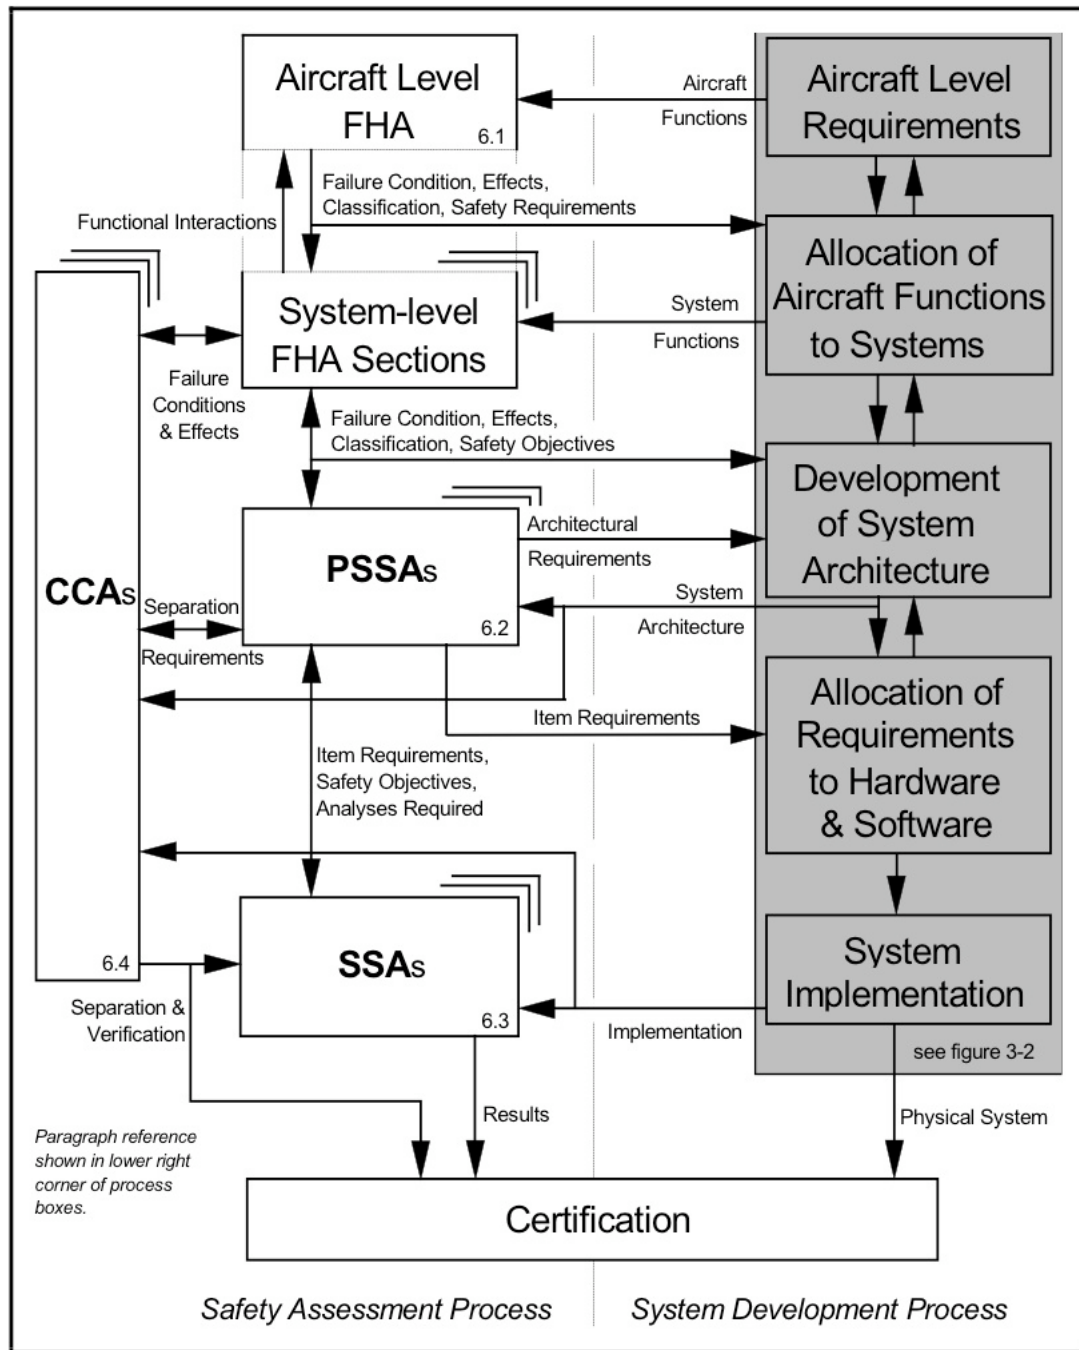 Aircraft Level
FHA
6.1
Aircraft
Functions
Aircraft Level
Requirements
Functional Interactions
Failure Condition, Effects,
Classification, Safety Requirements
System-level
FHA Sections
System
Functions
Allocation of
Aircraft Functions
to Systems
Failure
Conditions
& Effects
Failure Condition, Effects,
Classification, Safety Objectives
Development
of System
Architecture
CCAs
6.4
PSSAs
6.2
Architectural
Requirements
System
Architecture
Separation
Requirements
Item Requirements
Allocation of
Requirements
to Hardware
& Software
Item Requirements,
Safety Objectives,
Analyses Required
SSAs
6.3
Separation &
Verification
Implementation
System
Implementation
see figure 3-2
Results
Physical System
Paragraph reference
shown in lower right
corner of process
boxes.
Certification
Safety Assessment Process
System Development Process